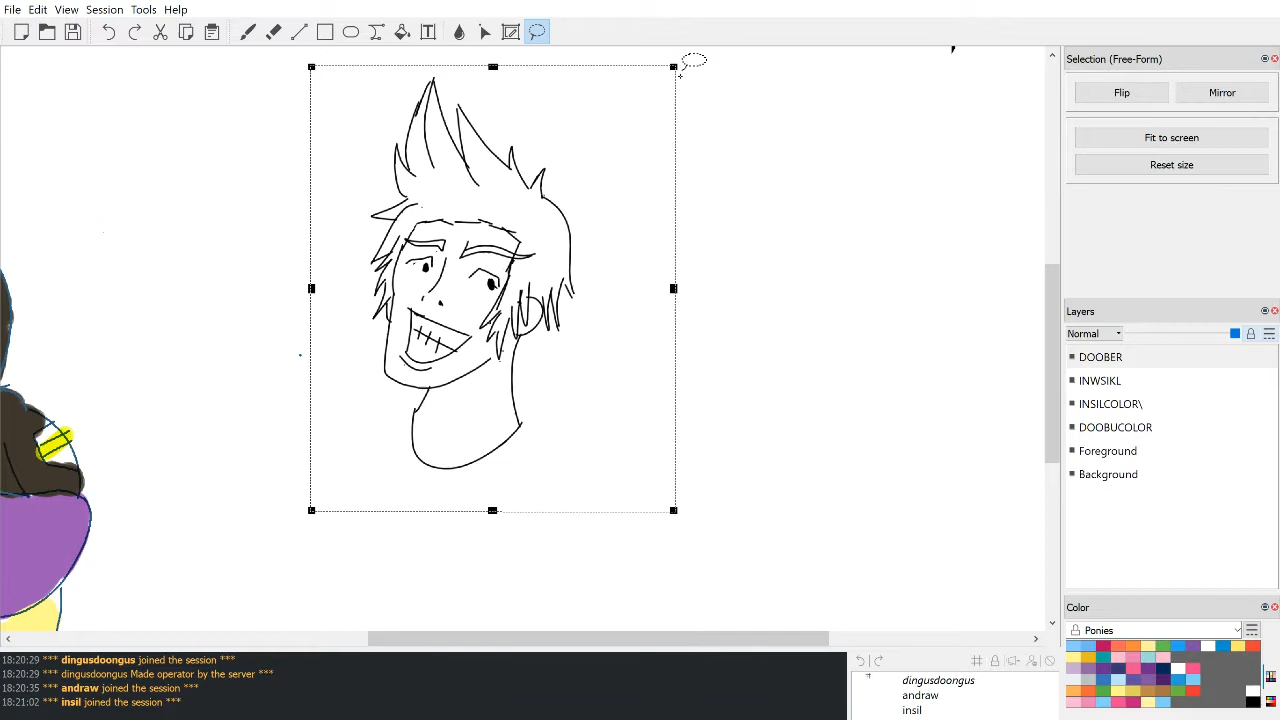 File Edit View Session Tools Help
Selection (Free-Form)
Flip Mirror
Fit to screen
Reset size
Layers
Normal
DOOBER
INWSIKL
INSILCOLOR\
DOOBUCOLOR
Foreground
Background
Color
Ponies
18:20:29 *** dingusdoongus joined the session ***
18:20:29 *** dingusdoongus Made operator by the server ***
18:20:35 *** andraw joined the session ***
18:21:02 *** insil joined the session ***
dingusdoongus
andraw
insil